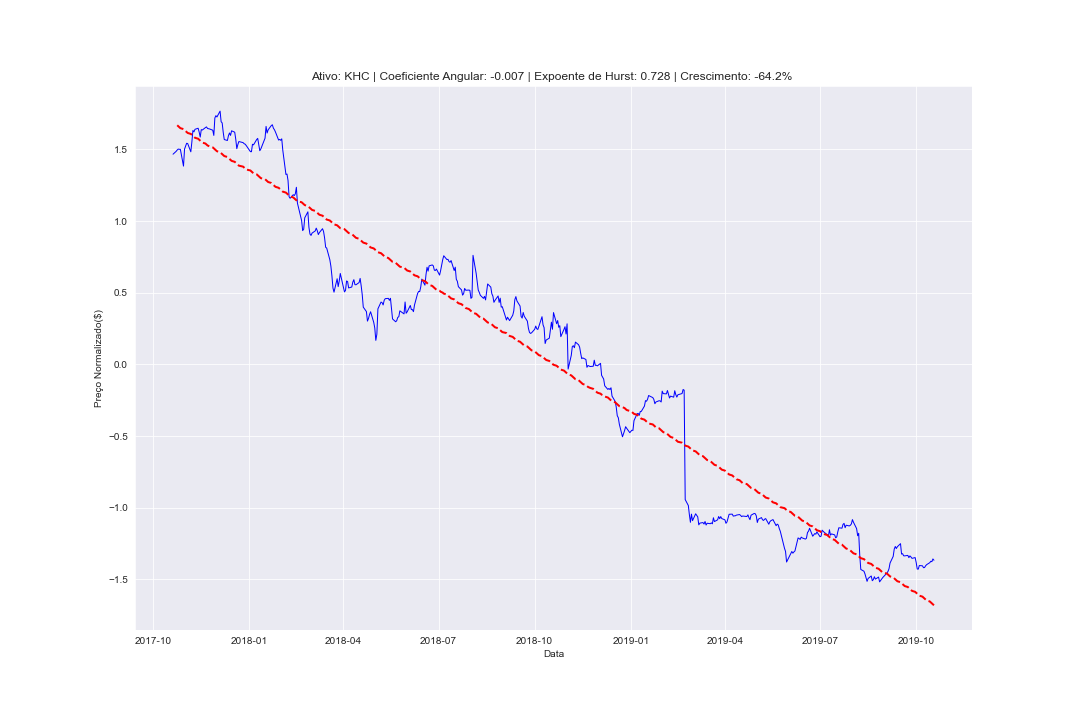 Ativo: KHC | Coeficiente Angular: -0.007 | Expoente de Hurst: 0.728 | Crescimento: -64.2%
Preço Normalizado($)
1.5
1.0
0.5
0.0
−0.5
−1.0
−1.5
2017-10 2018-01 2018-04 2018-07 2018-10 2019-01 2019-04 2019-07 2019-10
Data